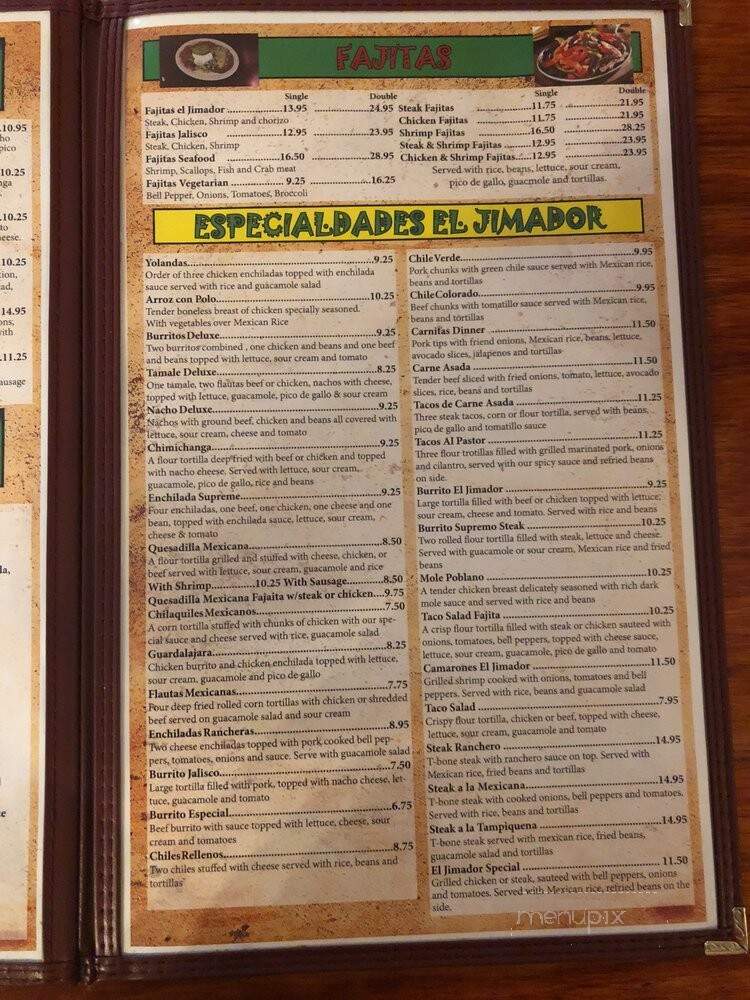 .10.95
ho
pico
.10.25
nga
.10.25
to
eese.
.10.25
tion,
ad,
14.95
ons,
with
.11.25
ausage
la,
FAJITAS
Single Double
Fajitas el Jimador 13.95 24.95
Steak, Chicken, Shrimp and chorizo
Fajitas Jalisco 12.95 23.95
Steak, Chicken, Shrimp
Fajitas Seafood 16.50 28.95
Shrimp, Scallops, Fish and Crab meat
Fajitas Vegetarian 9.25 16.25
Bell Pepper, Onions, Tomatoes, Broccoli
Single Double
Steak Fajitas 11.75 21.95
Chicken Fajitas 11.75 21.95
Shrimp Fajitas 16.50 28.25
Steak & Shrimp Fajitas 12.95 23.95
Chicken & Shrimp Fajitas 12.95 23.95
Served with rice, beans, lettuce, sour cream,
pico de gallo, guacmole and tortillas.
ESPECIALDADES EL JIMADOR
Yolandas 9.25
Order of three chicken enchiladas topped with enchilada
sauce served with rice and guacamole salad
Arroz con Polo 10.25
Tender boneless breast of chicken specially seasoned.
With vegetables over Mexican Rice
Burritos Deluxe 9.25
Two burritos combined , one chicken and beans and one beef
and beans topped with lettuce, sour cream and tomato
Tamale Deluxe 8.25
One tamale, two flautas beef or chicken, nachos with cheese,
topped with lettuce, guacamole, pico de gallo & sour cream
Nacho Deluxe 9.25
Nachos with ground beef, chicken and beans all covered with
lettuce, sour cream, cheese and tomato
Chimichanga 9.25
A flour tortilla deep fried with beef or chicken and topped
with nacho cheese. Served with lettuce, sour cream,
guacamole, pico de gallo, rice and beans
Enchilada Supreme 9.25
Four enchiladas, one beef, one chicken, one cheese and one
bean, topped with enchilada sauce, lettuce, sour cream,
cheese & tomato
Quesadilla Mexicana 8.50
A flour tortilla grilled and stuffed with cheese, chicken, or
beef served with lettuce, sour cream, guacamole and rice
With Shrimp 10.25 With Sausage 8.50
Quesadilla Mexicana Fajaita w/steak or chicken 9.75
Chilaquiles Mexicanos 7.50
A corn tortilla stuffed with chunks of chicken with our spe-
cial sauce and cheese served with rice, guacamole salad
Guardalajara 8.25
Chicken burrito and chicken enchilada topped with lettuce,
sour cream, guacamole and pico de gallo
Flautas Mexicanas 7.75
Four deep fried rolled corn tortillas with chicken or shredded
beef served on guacamole salad and sour cream
Enchiladas Rancheras 8.95
Two cheese enchiladas topped with pork cooked bell pep-
pers, tomatoes, onions and sauce. Serve with guacamole salad
Burrito Jalisco 7.50
Large tortilla filled with pork, topped with nacho cheese, let-
tuce, guacamole and tomato
Burrito Especial 6.75
Beef burrito with sauce topped with lettuce, cheese, sour
cream and tomatoes
Chiles Rellenos 8.75
Two chiles stuffed with cheese served with rice, beans and
tortillas
Chile Verde 9.95
Pork chunks with green chile sauce served with Mexican rice,
beans and tortillas
Chile Colorado 9.95
Beef chunks with tomatillo sauce served with Mexican rice,
beans and tortillas
Carnifas Dinner 11.50
Pork tips with friend onions, Mexican rice, beans, lettuce,
avocado slices, jalapenos and tortillas
Carne Asada 11.50
Tender beef sliced with fried onions, tomato, lettuce, avocado
slices, rice, beans and tortillas
Tacos de Carne Asada 11.25
Three steak tacos, corn or flour tortilla, served with beans,
pico de gallo and tomatillo sauce
Tacos Al Pastor 11.25
Three flour trotillas filled with grilled marinated pork, onions
and cilantro, served with our spicy sauce and refried beans
on side.
Burrito El Jimador 9.25
Large tortilla filled with beef or chicken topped with lettuce,
sour cream, cheese and tomato. Served with rice and beans
Burrito Supremo Steak 10.25
Two rolled flour tortilla filled with steak, lettuce and cheese.
Served with guacamole or sour cream, Mexican rice and fried
beans
Mole Poblano 10.25
A tender chicken breast delicately seasoned with rich dark
mole sauce and served with rice and beans
Taco Salad Fajita 10.25
A crisp flour tortilla filled with steak or chicken sauteed with
onions, tomatoes, bell peppers, topped with cheese sauce,
lettuce, sour cream, guacamole, pico de gallo and tomato
Camarones El Jimador 11.50
Grilled shrimp cooked with onions, tomatoes and bell
peppers. Served with rice, beans and guacamole salad
Taco Salad 7.95
Crispy flour tortilla, chicken or beef, topped with cheese,
lettuce, sour cream, guacamole and tomato
Steak Ranchero 14.95
T-bone steak with ranchero sauce on top. Served with
Mexican rice, fried beans and tortillas
Steak a la Mexicana 14.95
T-bone steak with cooked onions, bell peppers and tomatoes.
Served with rice, beans and tortillas
Steak a la Tampiquena 14.95
T-bone steak served with mexican rice, fried beans,
guacamole salad and tortillas
El Jimador Special 11.50
Grilled chicken or steak, sauteed with bell peppers, onions
and tomatoes. Served with Mexican rice, refried beans on the
side.
menupix